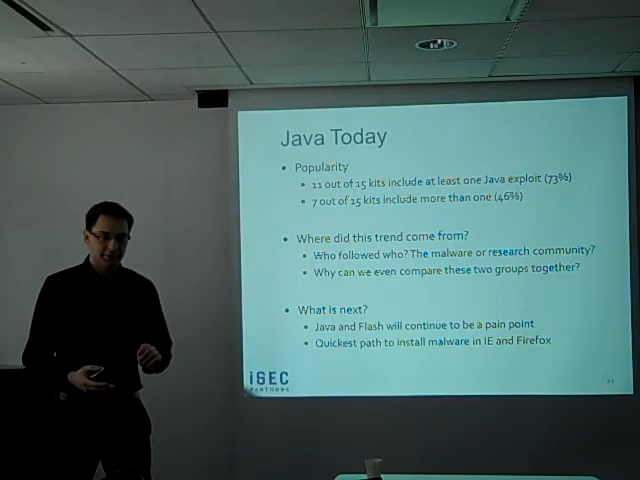 Java Today
• Popularity
• 11 out of 15 kits include at least one Java exploit (73%)
• 7 out of 15 kits include more than one (46%)
• Where did this trend come from?
• Who followed who? The malware or research community?
• Why can we even compare these two groups together?
• What is next?
• Java and Flash will continue to be a pain point
• Quickest path to install malware in IE and Firefox
iSEC
PARTNERS